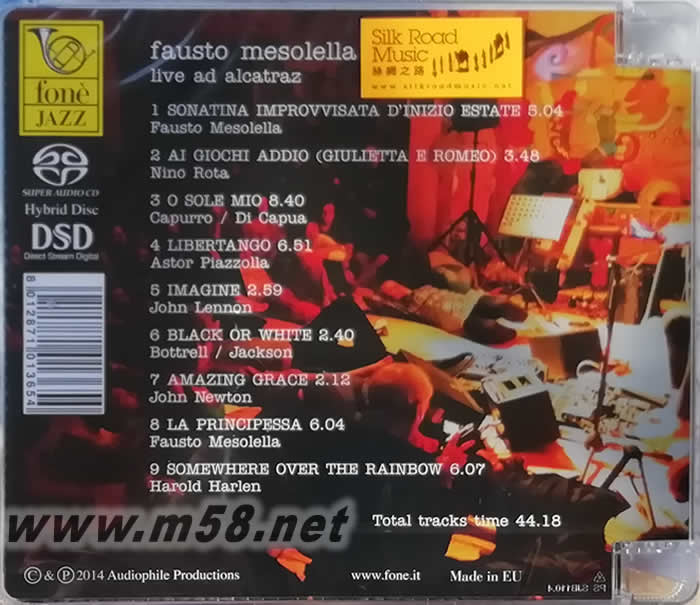 fonè
JAZZ
fausto mesolella
live ad alcatraz
Silk Road
Music
絲綢之路
www.silkroadmusic.net
1 SONATINA IMPROVVISATA D'INIZIO ESTATE 5.04
Fausto Mesolella
2 AI GIOCHI ADDIO (GIULIETTA E ROMEO) 3.48
Nino Rota
3 O SOLE MIO 8.40
Capurro / Di Capua
4 LIBERTANGO 6.51
Astor Piazzolla
5 IMAGINE 2.59
John Lennon
6 BLACK OR WHITE 2.40
Bottrell / Jackson
7 AMAZING GRACE 2.12
John Newton
8 LA PRINCIPESSA 6.04
Fausto Mesolella
9 SOMEWHERE OVER THE RAINBOW 6.07
Harold Harlen
Total tracks time 44.18
SUPER AUDIO CD
Hybrid Disc
DSD
Direct Stream Digital
8 012871 013654
www.m58.net
© & ℗ 2014 Audiophile Productions
www.fone.it
Made in EU